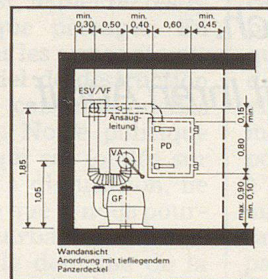 min. min. min.
0,30 0,50 0,40 0,60 0,45
ESV/VF
Ansaug-
leitung
VA
PD
GF
1,85
1,05
0,15
min.
0,80
max. 0,90
min. 0,10
Wandansicht
Anordnung mit tiefliegendem
Panzerdeckel